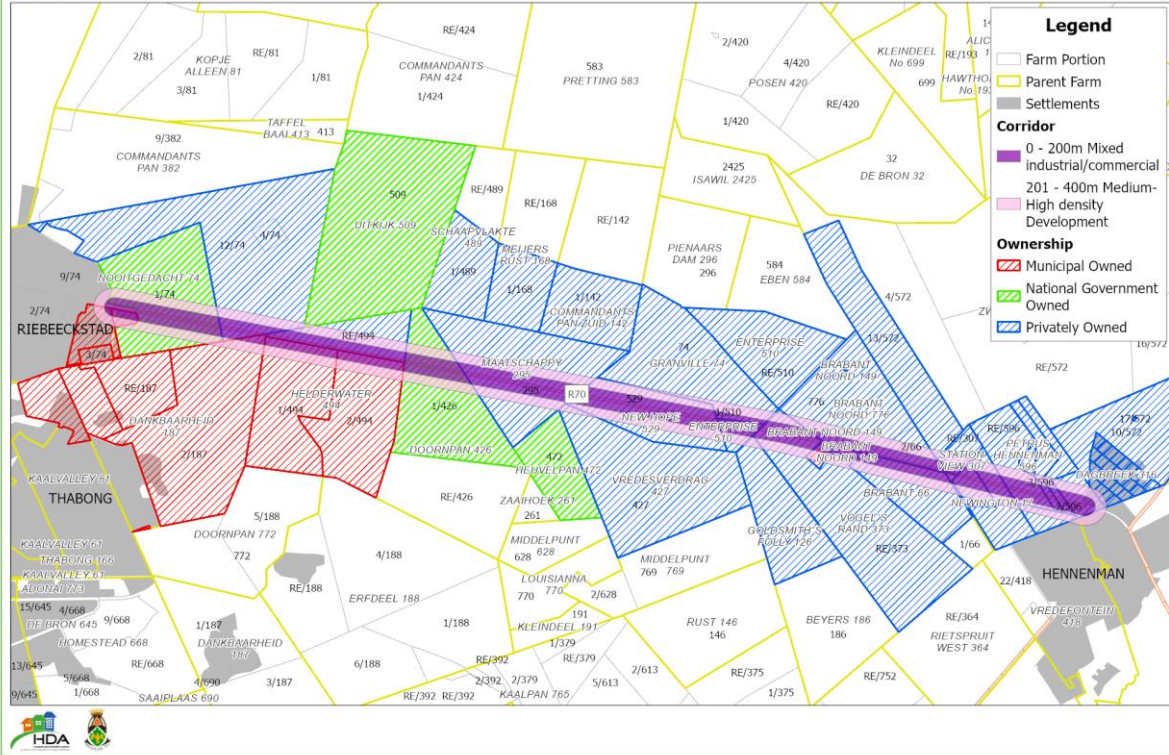 Legend
Farm Portion
Parent Farm
Settlements
Corridor
0 - 200m Mixed
industrial/commercial
201 - 400m Medium-
High density
Development
Ownership
Municipal Owned
National Government
Owned
Privately Owned
RE/424
2/81
KOPJE
ALLEEN 81
RE/81
3/81
1/81
COMMANDANTS
PAN 424
1/424
583
PRETTING 583
2/420
4/420
POSEN 420
RE/420
1/420
KLEINDEEL
No.699
699
RE/193
TAFFEL
BAAI 413
413
9/382
COMMANDANTS
PAN 382
2425
ISAWIL 2425
32
DE BRON 32
509
UITKIJK 509
RE/489
RE/168
RE/142
SCHAAPVLAKTE
489
MEIJERS
RUST 168
PIENAARS
DAM 296
296
584
EBEN 584
4/74
12/74
9/74
NOOITGEDACHT 74
1/74
1/489
1/168
1/142
COMMANDANTS
PAN ZUID 142
4/572
13/572
16/572
RE/572
2/74
RIEBEECKSTAD
3/74
RE/494
MAATSCHAPPY
295
295
R70
74
GRANVILLE 74
ENTERPRISE
510
RE/510
BRABANT
NOORD 149
776
BRABANT
NOORD 776
RE/187
DANKBAARHEID
187
2/187
HELDERWATER
494
1/494
2/494
1/426
DOORNPAN 426
529
NEW HOPE
529
1/510
ENTERPRISE
510
BRABANT NOORD 149
BRABANT
NOORD 149
2/66
RE/307
STATION
VIEW 307
RE/596
PETRUS
HENNENMAN
596
17/572
10/572
3/596
2/596
BRABANT 66
KAALVALLEY 61
THABONG
472
HEUVELPAN 472
VREDESVERDRAG
427
427
ZAAIHOEK 261
261
RE/426
GOLDSMITH'S
FOLLY 126
VOGEL'S
RAND 373
RE/373
1/66
HENNENMAN
5/188
DOORNPAN 772
772
MIDDELPUNT
628
628
MIDDELPUNT
769 769
KAALVALLEY 61
THABONG 166
KAALVALLEY 61
ADONAI 773
4/188
RE/188
ERFDEEL 188
1/188
LOUISIANNA
770
770
2/628
22/418
VREDEFONTEIN
418
15/645
4/668
DE BRON 645
9/668
HOMESTEAD 668
1/187
DANKBAARHEID
187
191
KLEINDEEL 191
1/379
RUST 146
146
BEYERS 186
186
RE/364
RIETSPRUIT
WEST 364
13/645
RE/668
5/668
9/645
1/668
4/690
SAAIPLAAS 690
3/187
6/188
RE/392
RE/379
2/392
2/379
KAALPAN 765
RE/392
RE/392
5/613
2/613
RE/375
1/375
RE/752
HDA